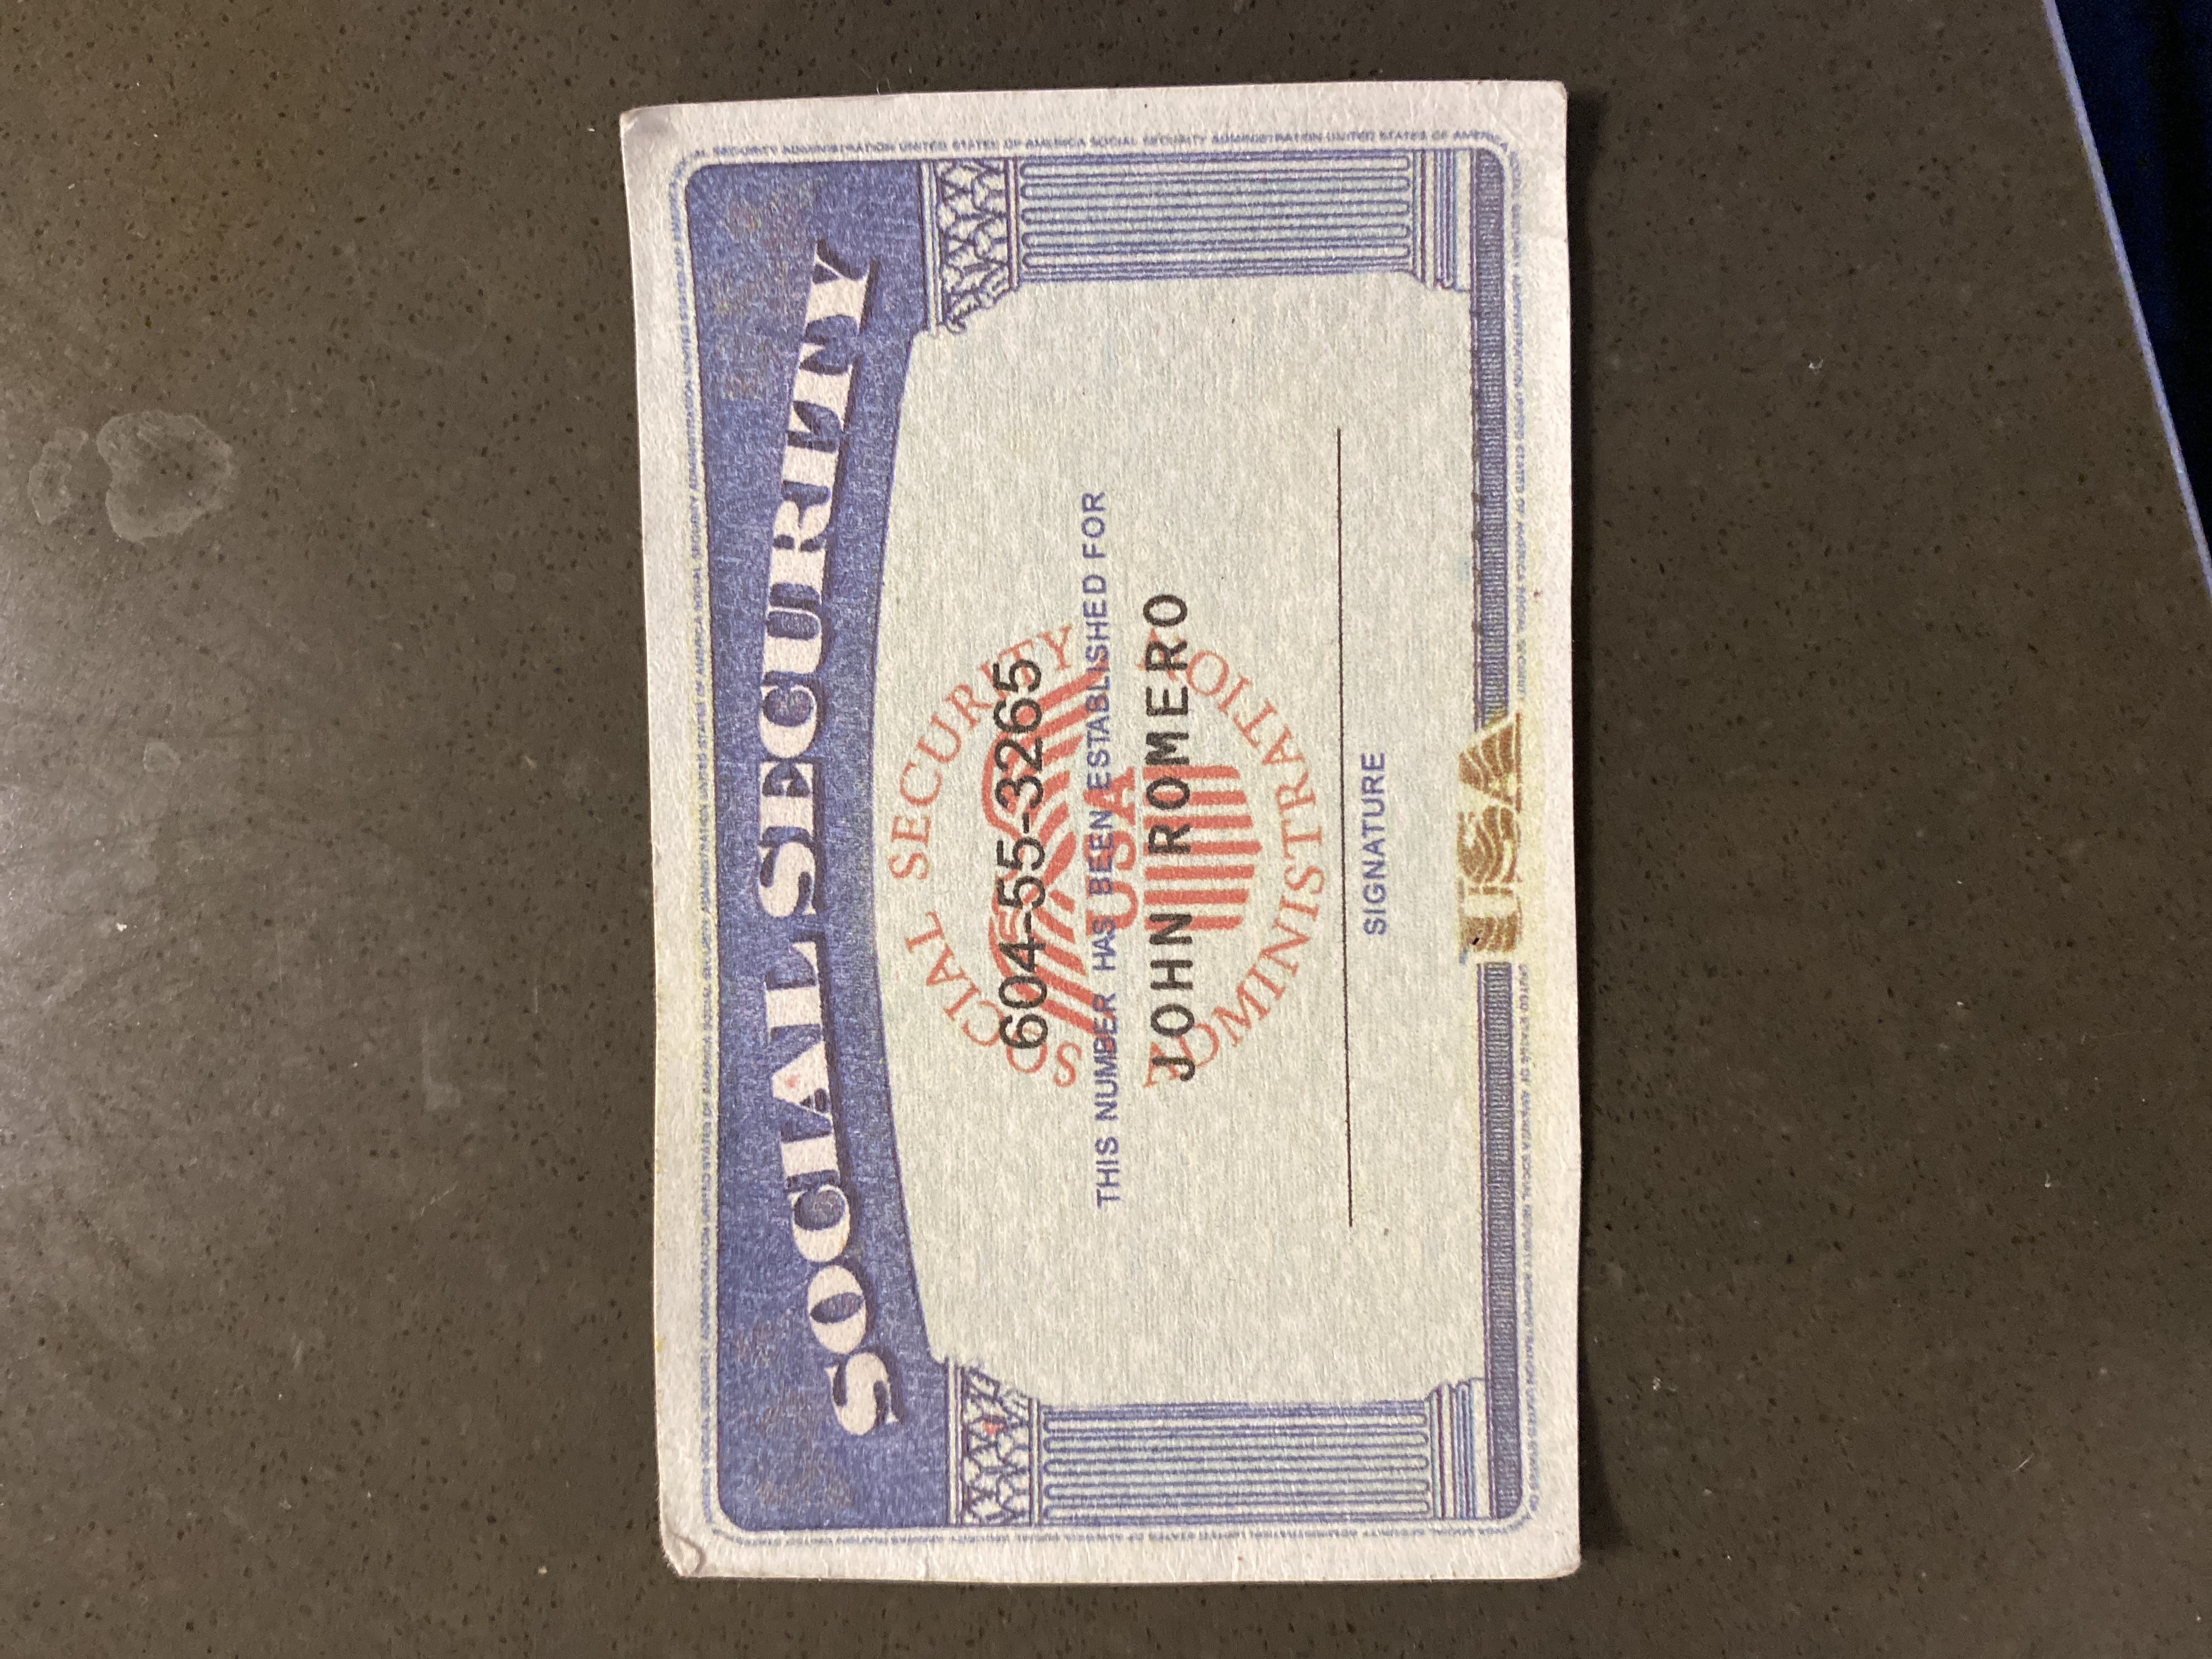 SOCIAL SECURITY
SOCIAL SECURITY
604-55-3265
THIS NUMBER HAS BEEN ESTABLISHED FOR
USA
JOHN ROMERO
ADMINISTRATION
SIGNATURE
USA